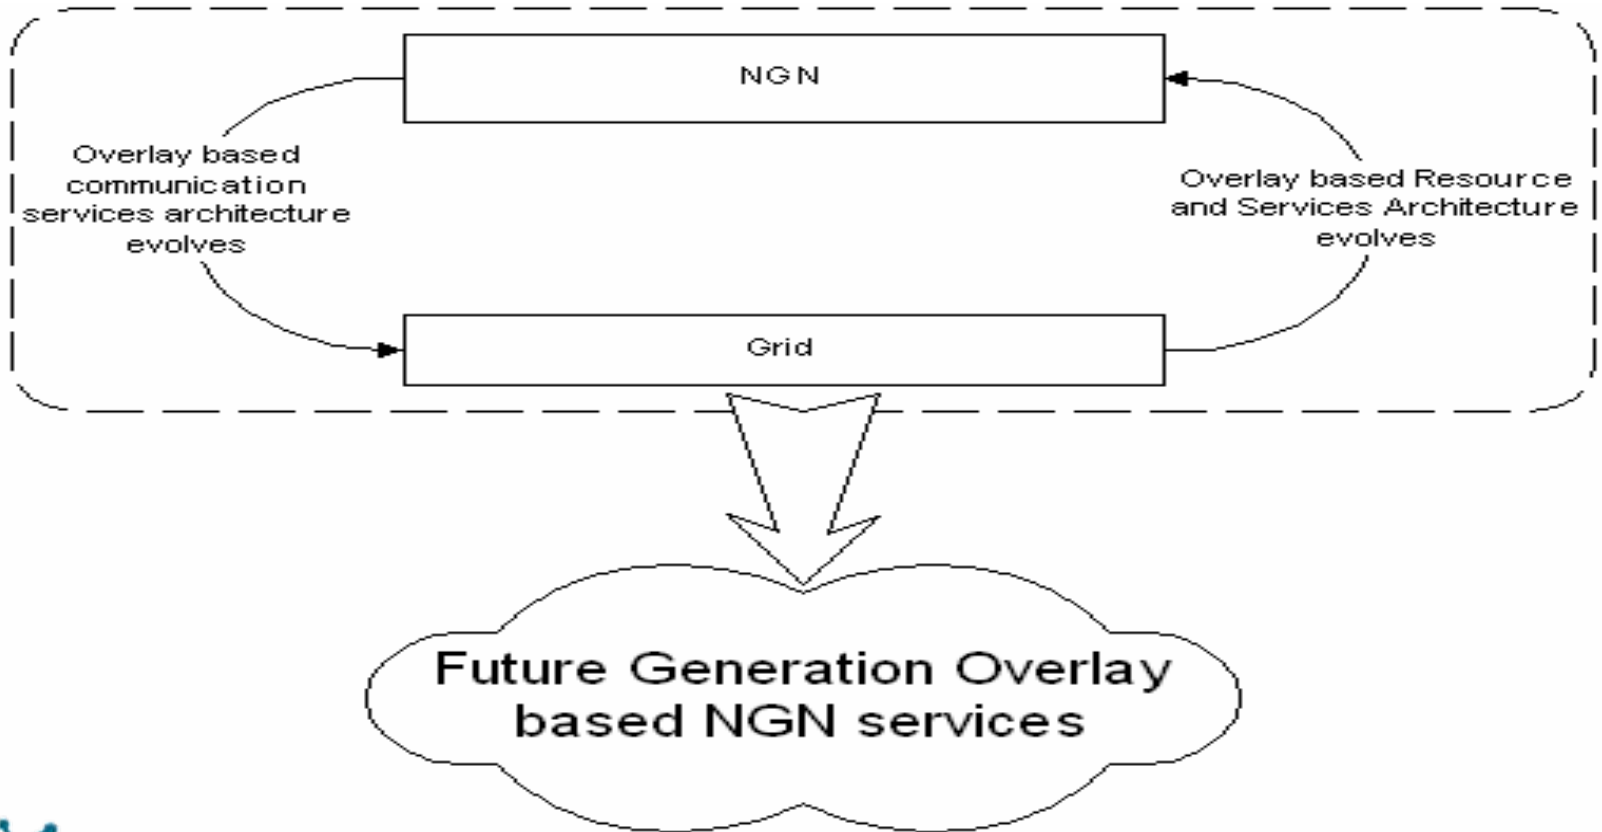 NGN
Overlay based
communication
services architecture
evolves
Overlay based Resource
and Services Architecture
evolves
Grid
Future Generation Overlay
based NGN services